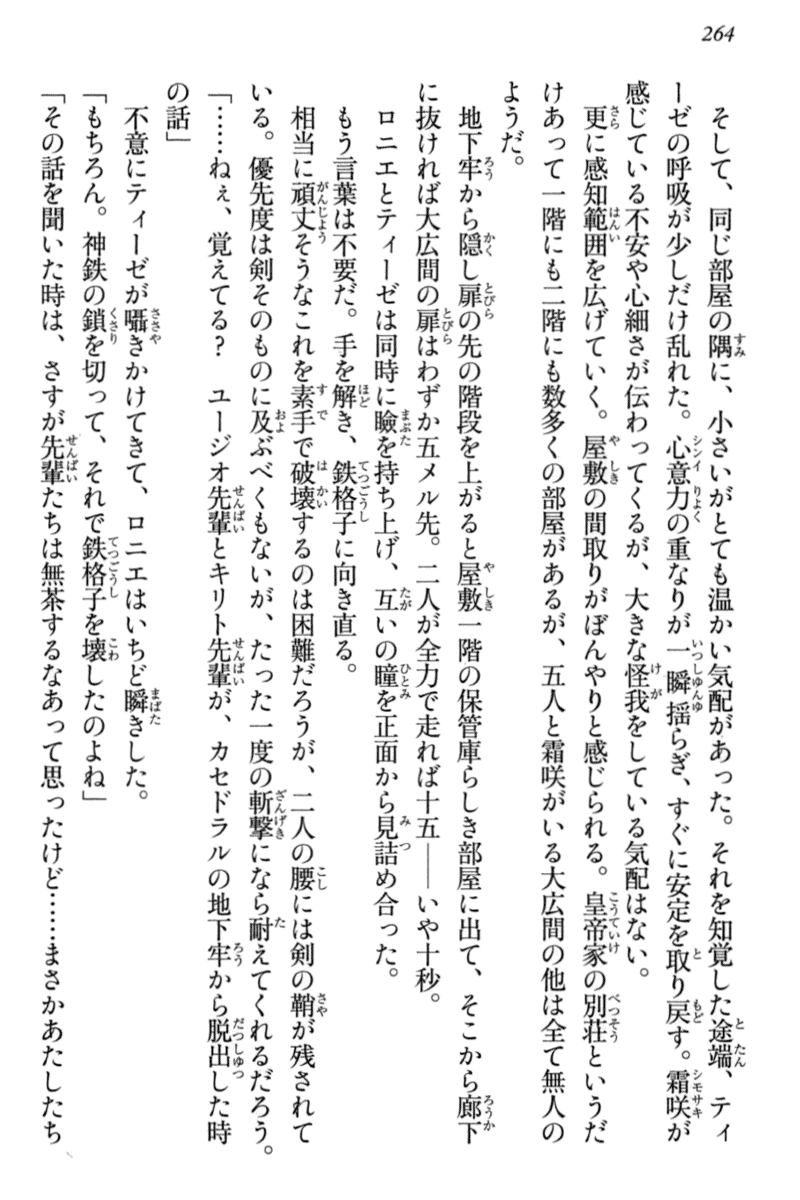 264
そして、同じ部屋の隅に、小さいがとても温かい気配があった。それを知覚した途端、ティ
ーゼの呼吸が少しだけ乱れた。心意力の重なりが一瞬揺らぎ、すぐに安定を取り戻す。霜咲が
感じている不安や心細さが伝わってくるが、大きな怪我をしている気配はない。
更に感知範囲を広げていく。屋敷の間取りがぼんやりと感じられる。皇帝家の別荘というだ
けあって一階にも二階にも数多くの部屋があるが、五人と霜咲がいる大広間の他は全て無人の
ようだ。
地下牢から隠し扉の先の階段を上がると屋敷一階の保管庫らしき部屋に出て、そこから廊下
に抜ければ大広間の扉はわずか五メル先。二人が全力で走れば十五――いや十秒。
ロニエとティーゼは同時に瞼を持ち上げ、互いの瞳を正面から見詰め合った。
もう言葉は不要だ。手を解き、鉄格子に向き直る。
相当に頑丈そうなこれを素手で破壊するのは困難だろうが、二人の腰には剣の鞘が残されて
いる。優先度は剣そのものに及ぶべくもないが、たった一度の斬撃になら耐えてくれるだろう。
「……ねぇ、覚えてる？　ユージオ先輩とキリト先輩が、カセドラルの地下牢から脱出した時
の話」
不意にティーゼが囁きかけてきて、ロニエはいちど瞬きした。
「もちろん。神鉄の鎖を切って、それで鉄格子を壊したのよね」
「その話を聞いた時は、さすが先輩たちは無茶するなあって思ったけど……まさかあたしたち